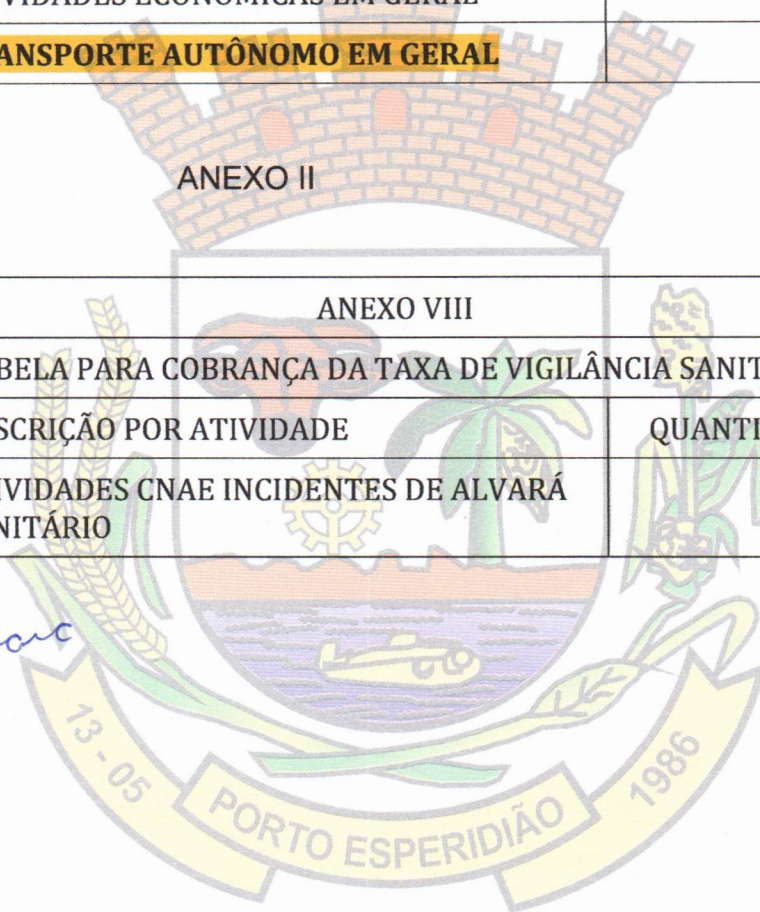 VIDADES ECONÔMICAS EM GERAL
ANSPORTE AUTÔNOMO EM GERAL
ANEXO II
ANEXO VIII
BELA PARA COBRANÇA DA TAXA DE VIGILÂNCIA SANIT
SCRIÇÃO POR ATIVIDADE QUANTI
IVIDADES CNAE INCIDENTES DE ALVARÁ
NITÁRIO
13 - 05 PORTO ESPERIDIÃO 1986